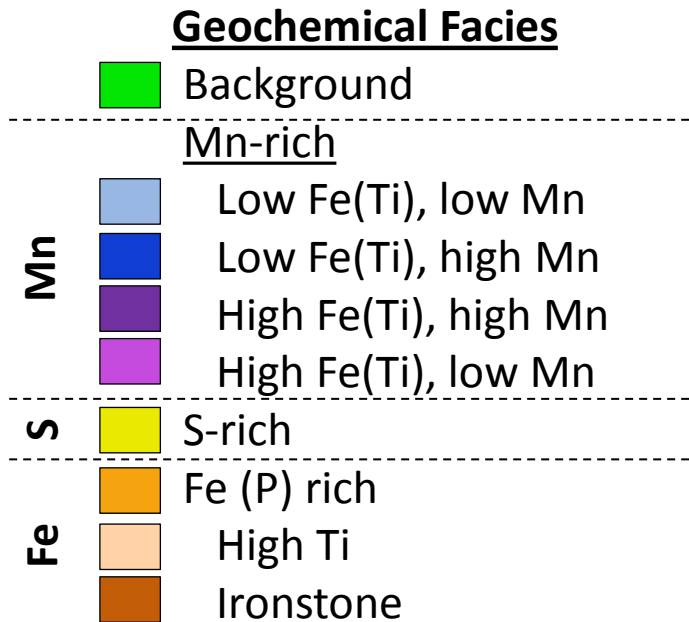 Geochemical Facies
Background
Mn
Mn-rich
Low Fe(Ti), low Mn
Low Fe(Ti), high Mn
High Fe(Ti), high Mn
High Fe(Ti), low Mn
S
S-rich
Fe
Fe (P) rich
High Ti
Ironstone